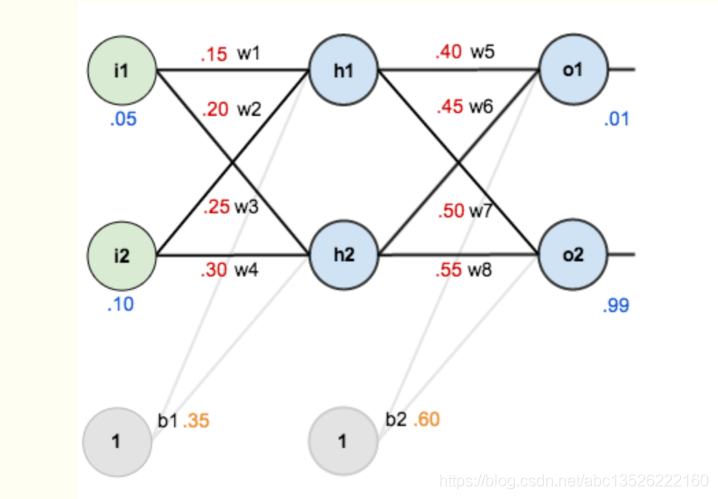 i1
.15 w1
h1
.40 w5
o1
.05
.20 w2
.45 w6
.01
.25 w3
.50 w7
i2
h2
o2
.30 w4
.55 w8
.10
.99
b1 .35
b2 .60
1
1
https://blog.csdn.net/abc13526222160